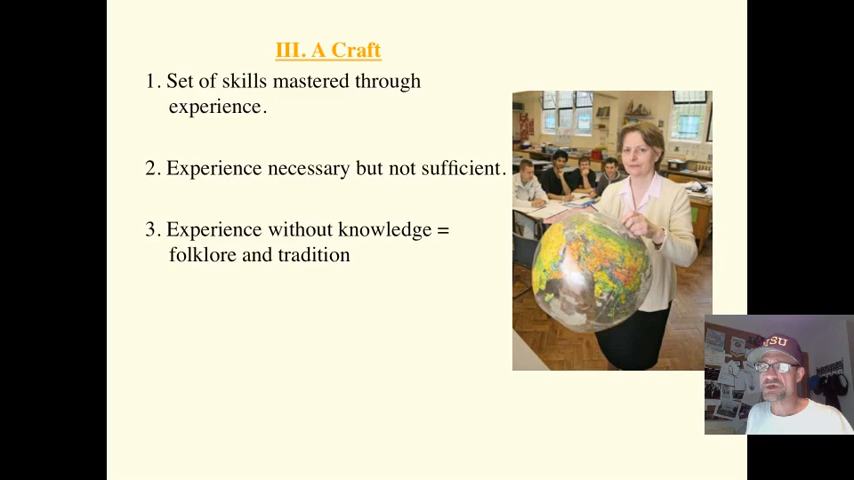 III. A Craft
1. Set of skills mastered through
experience.
2. Experience necessary but not sufficient.
3. Experience without knowledge =
folklore and tradition